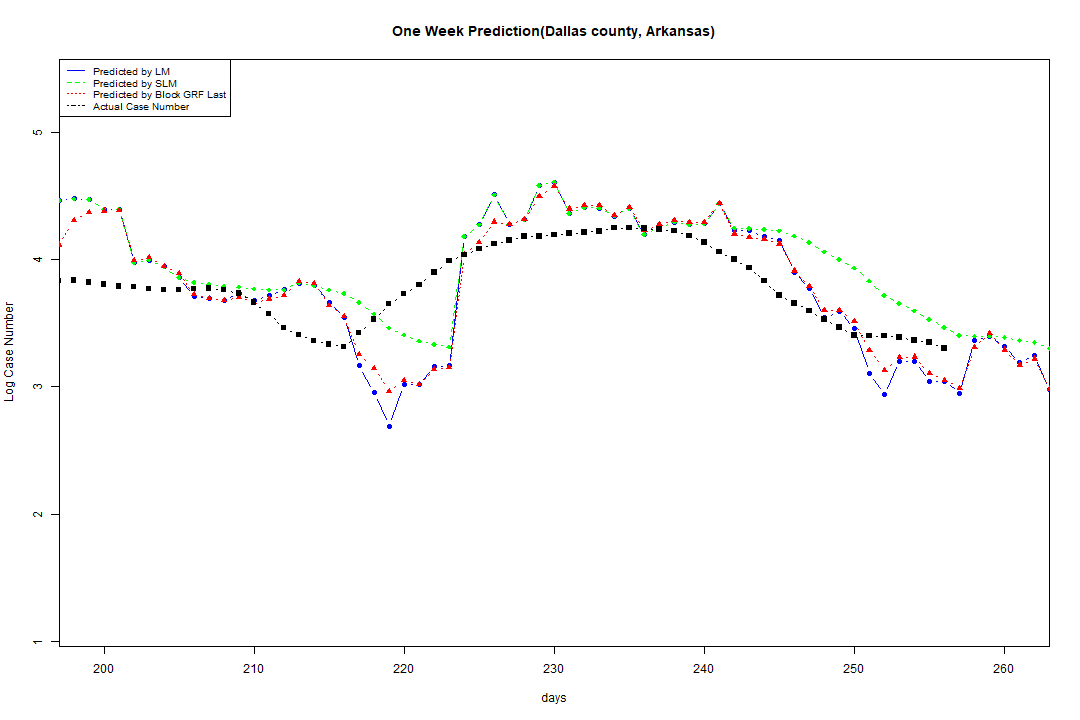 One Week Prediction(Dallas county, Arkansas)
Predicted by LM
Predicted by SLM
Predicted by Block GRF Last
Actual Case Number
5
4
3
2
1
Log Case Number
200 210 220 230 240 250 260
days